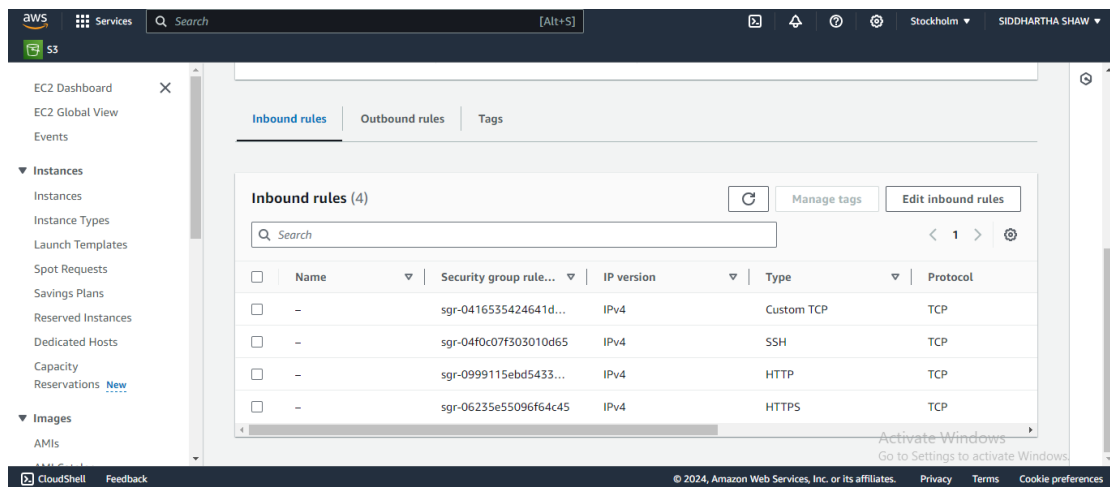 aws Services Search [Alt+S] Stockholm SIDDHARTHA SHAW
S3
EC2 Dashboard
EC2 Global View
Events
Instances
Instances
Instance Types
Launch Templates
Spot Requests
Savings Plans
Reserved Instances
Dedicated Hosts
Capacity
Reservations New
Images
AMIs
Inbound rules Outbound rules Tags
Inbound rules (4) Manage tags Edit inbound rules
Search 1
Name Security group rule... IP version Type Protocol
– sgr-0416535424641d... IPv4 Custom TCP TCP
– sgr-04f0c07f303010d65 IPv4 SSH TCP
– sgr-0999115ebd5433... IPv4 HTTP TCP
– sgr-06235e55096f64c45 IPv4 HTTPS TCP
Activate Windows
Go to Settings to activate Windows.
CloudShell Feedback © 2024, Amazon Web Services, Inc. or its affiliates. Privacy Terms Cookie preferences